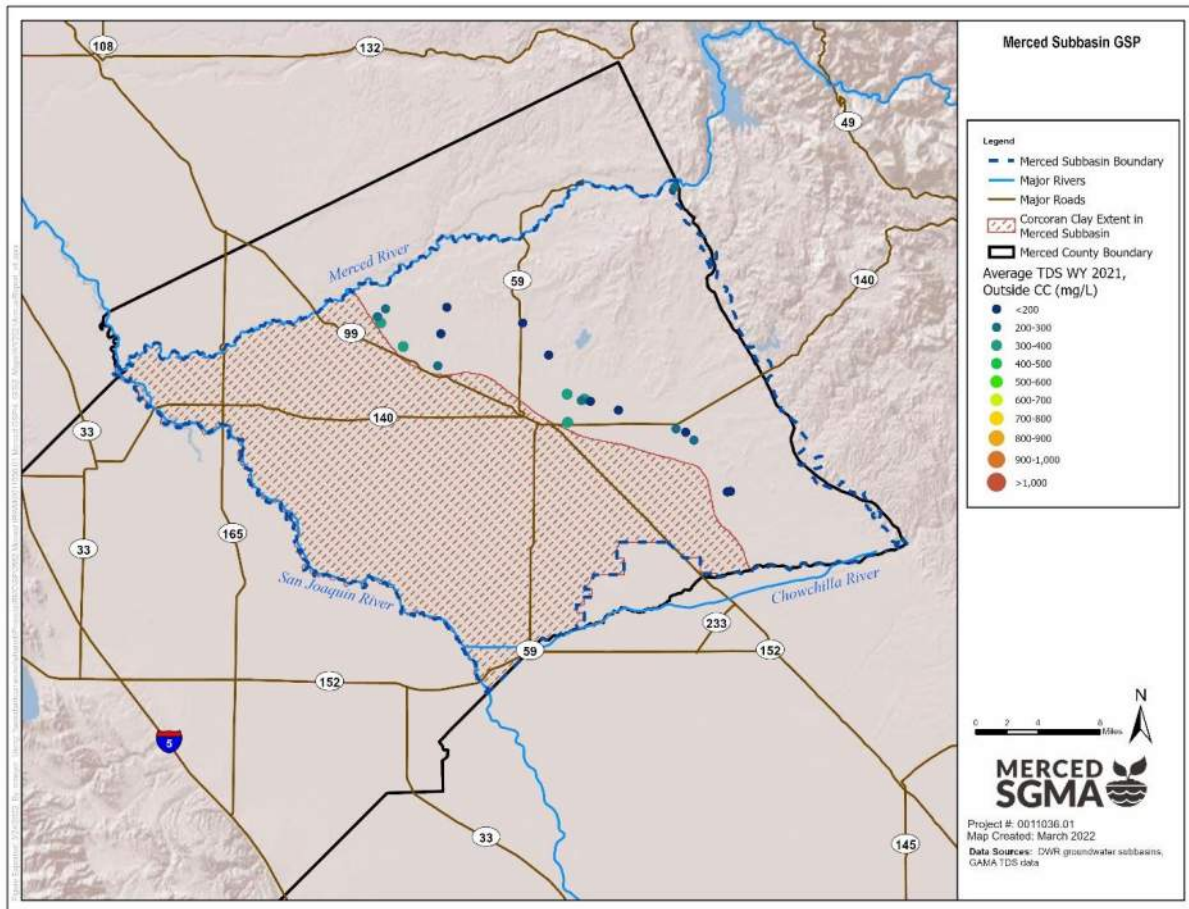 Merced Subbasin GSP
Legend
Merced Subbasin Boundary
Major Rivers
Major Roads
Corcoran Clay Extent in
Merced Subbasin
Merced County Boundary
Average TDS WY 2021,
Outside CC (mg/L)
<200
200-300
300-400
400-500
500-600
600-700
700-800
800-900
900-1,000
>1,000
108
132
49
Merced River
59
140
99
140
33
33
165
San Joaquin River
Chowchilla River
233
59
152
152
5
33
145
N
0 2 4 8
Miles
MERCED
SGMA
Project #: 0011036.01
Map Created: March 2022
Data Sources: DWR groundwater subbasins,
GAMA TDS data